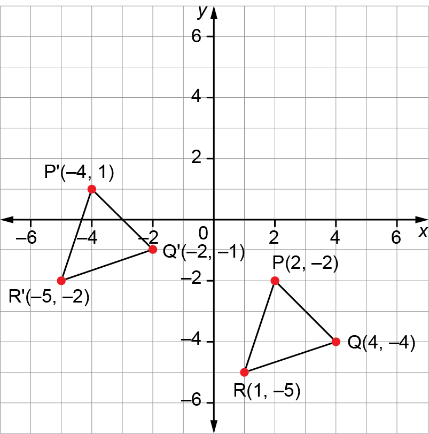 y
6
4
2
P'(–4, 1)
–6 –4 –2 0 2 4 6 x
Q'(–2, –1)
P(2, –2)
–2
R'(–5, –2)
–4
Q(4, –4)
R(1, –5)
–6